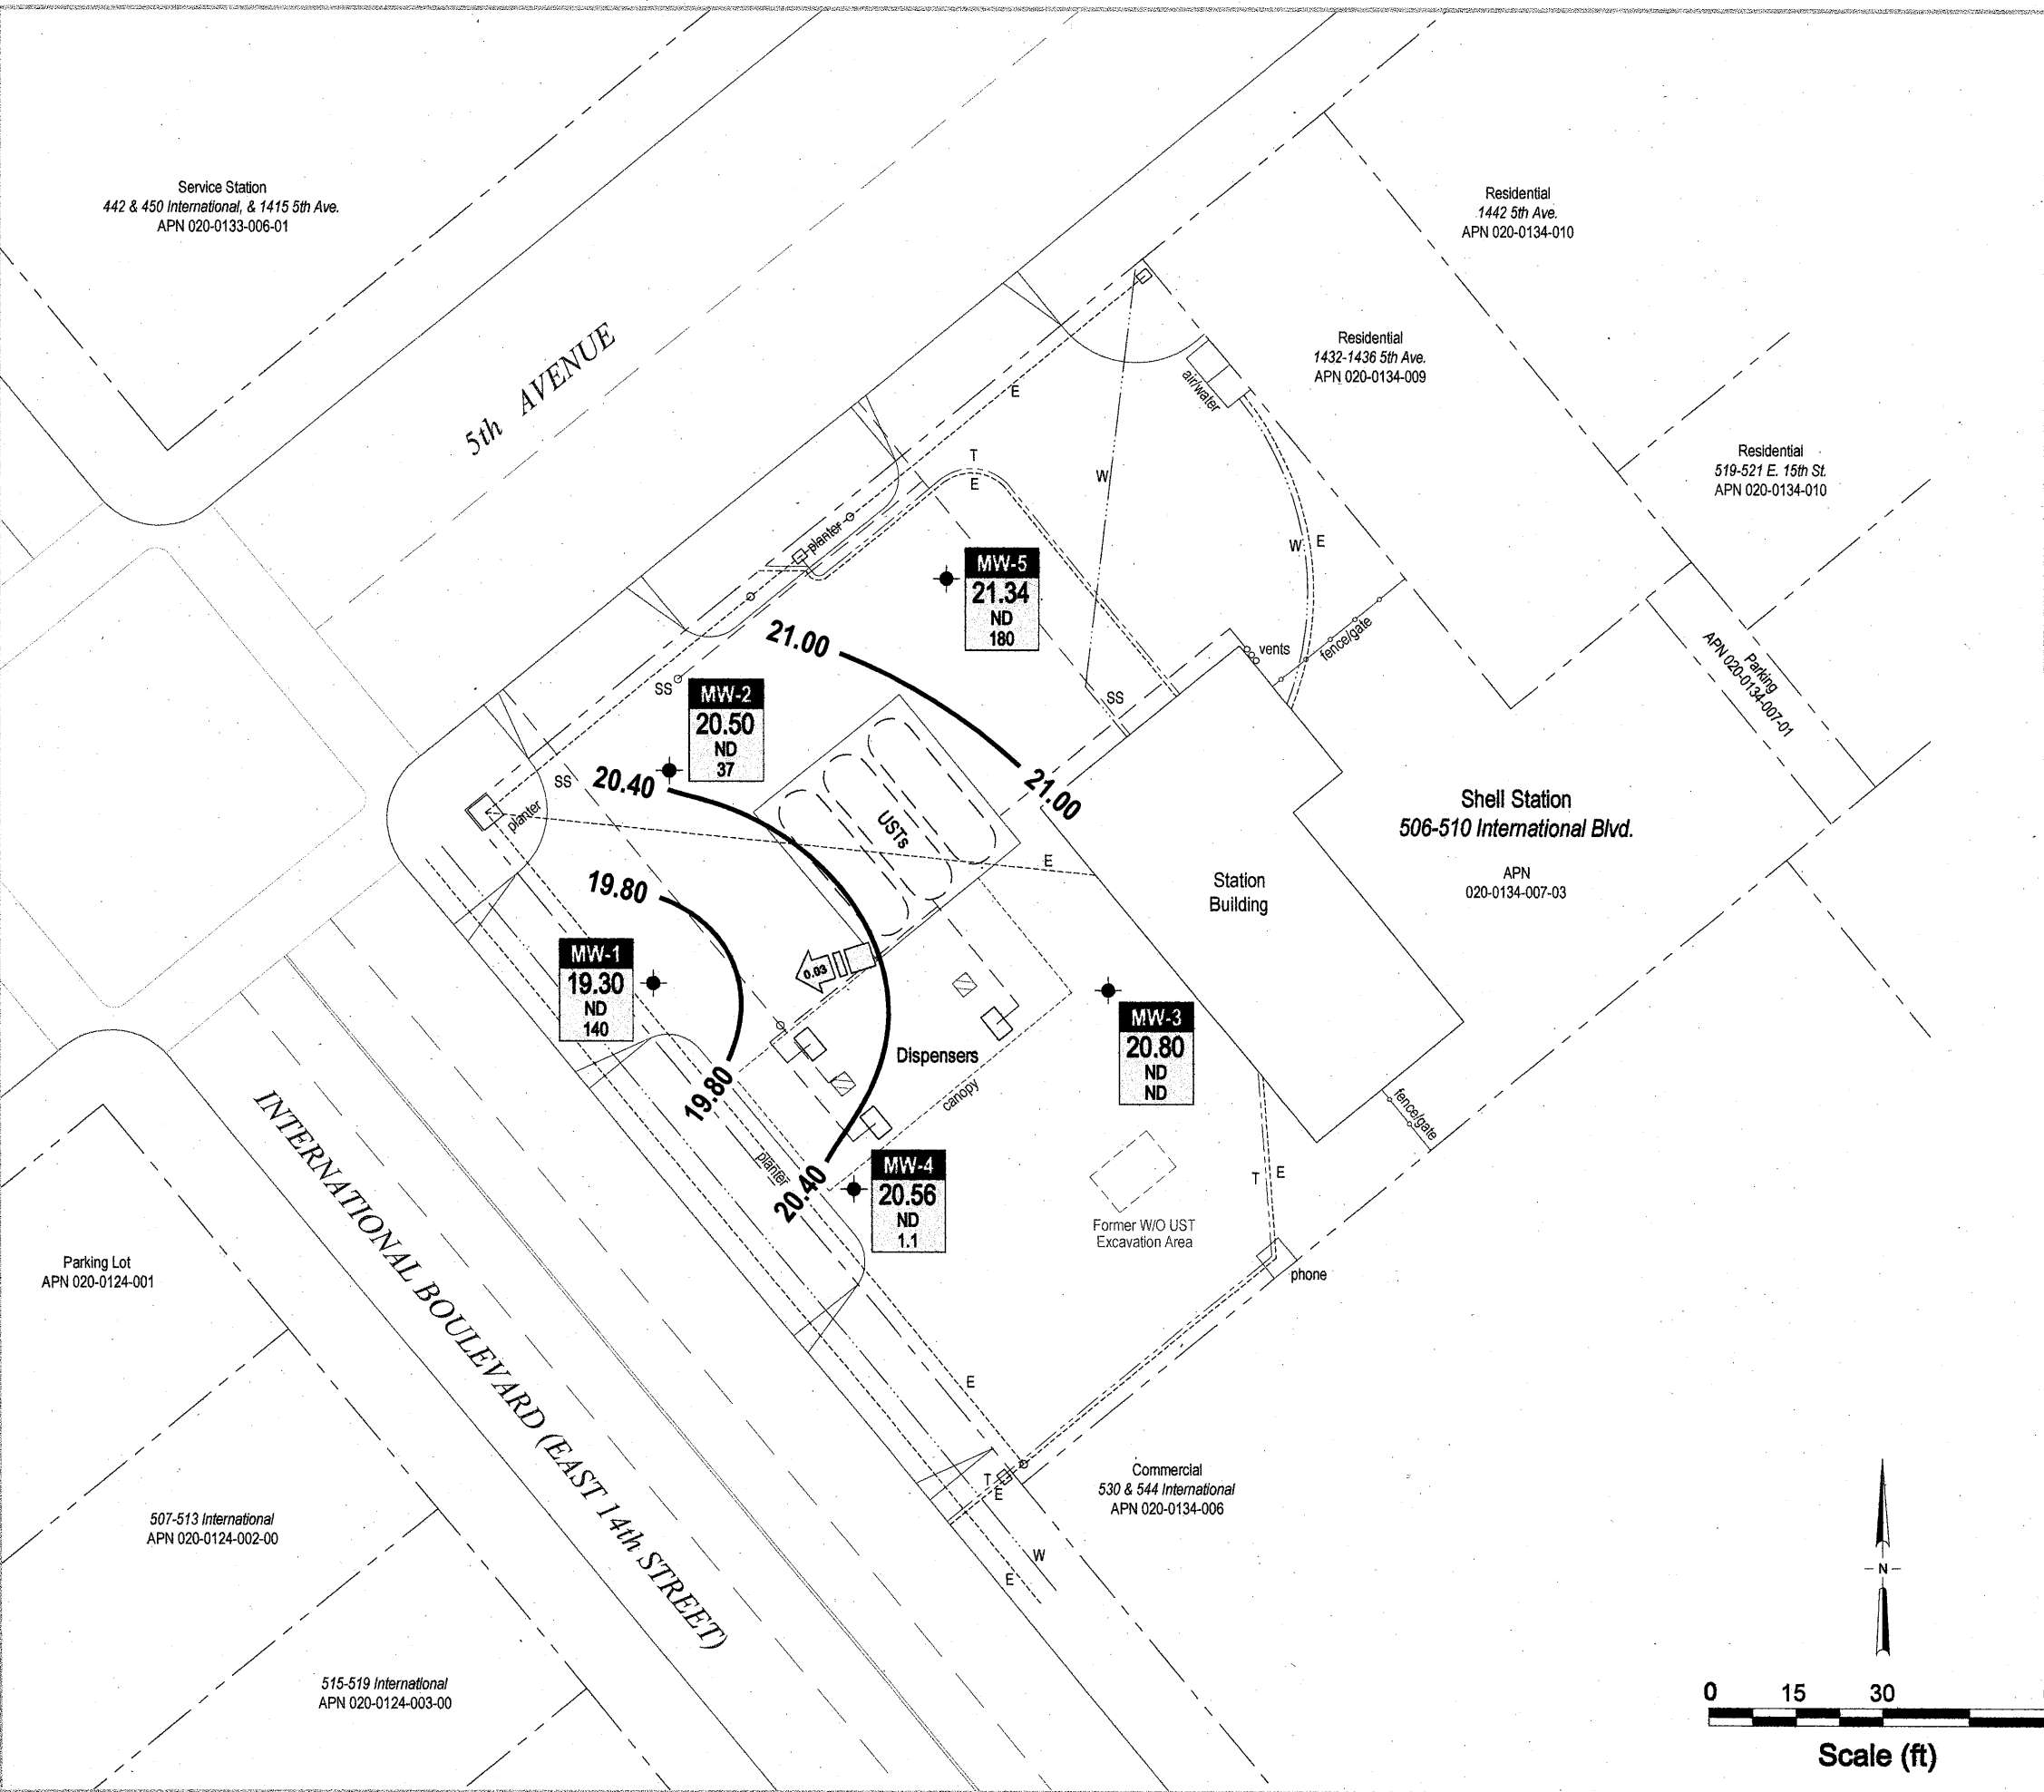 Service Station
442 & 450 International, & 1415 5th Ave.
APN 020-0133-006-01
Residential
1442 5th Ave.
APN 020-0134-010
5th AVENUE
Residential
1432-1436 5th Ave.
APN 020-0134-009
air/water
E
W
T
E
Residential
519-521 E. 15th St.
APN 020-0134-010
planter
W
E
MW-5
21.34
ND
180
21.00
vents
fence/gate
Parking
APN 020-0134-007-01
SS
MW-2
20.50
ND
37
SS
SS
20.40
21.00
planter
USTs
E
Shell Station
506-510 International Blvd.
APN
020-0134-007-03
Station
Building
19.80
MW-1
19.30
ND
140
0.03
MW-3
20.80
ND
ND
Dispensers
canopy
19.80
fence/gate
planter
20.40
MW-4
20.56
ND
1.1
T
E
Former W/O UST
Excavation Area
phone
INTERNATIONAL BOULEVARD (EAST 14th STREET)
Parking Lot
APN 020-0124-001
E
T
E
Commercial
530 & 544 International
APN 020-0134-006
507-513 International
APN 020-0124-002-00
W
E
N
515-519 International
APN 020-0124-003-00
0 15 30
Scale (ft)